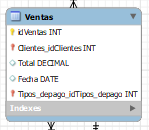 Ventas
idVentas INT
Clientes_idClientes INT
Total DECIMAL
Fecha DATE
Tipos_depago_idTipos_depago INT
Indexes